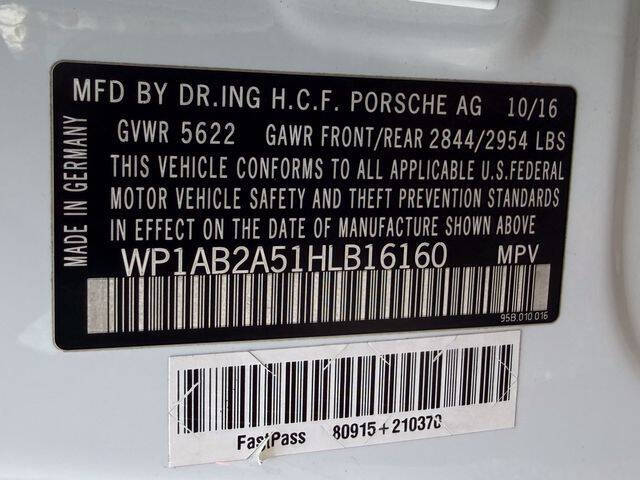 MFD BY DR.ING H.C.F. PORSCHE AG 10/16
GVWR 5622 GAWR FRONT/REAR 2844/2954 LBS
THIS VEHICLE CONFORMS TO ALL APPLICABLE U.S.FEDERAL
MOTOR VEHICLE SAFETY AND THEFT PREVENTION STANDARDS
IN EFFECT ON THE DATE OF MANUFACTURE SHOWN ABOVE
WP1AB2A51HLB16160 MPV
MADE IN GERMANY
95B.010.016
FastPass 80915+210370